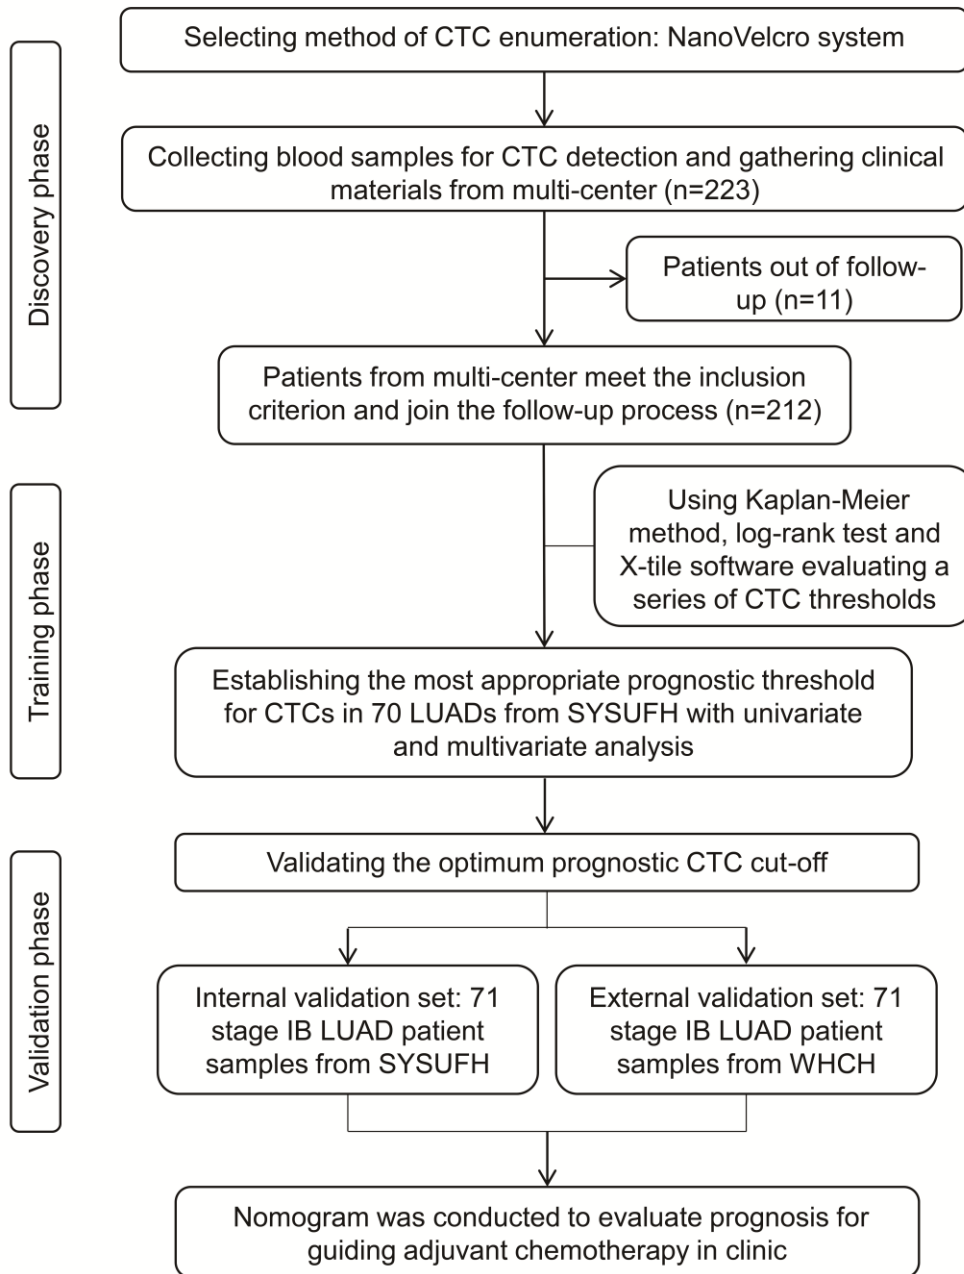 Selecting method of CTC enumeration: NanoVelcro system
Discovery phase
Collecting blood samples for CTC detection and gathering clinical
materials from multi-center (n=223)
Patients out of follow-
up (n=11)
Patients from multi-center meet the inclusion
criterion and join the follow-up process (n=212)
Training phase
Using Kaplan-Meier
method, log-rank test and
X-tile software evaluating a
series of CTC thresholds
Establishing the most appropriate prognostic threshold
for CTCs in 70 LUADs from SYSUFH with univariate
and multivariate analysis
Validation phase
Validating the optimum prognostic CTC cut-off
Internal validation set: 71
stage IB LUAD patient
samples from SYSUFH
External validation set: 71
stage IB LUAD patient
samples from WHCH
Nomogram was conducted to evaluate prognosis for
guiding adjuvant chemotherapy in clinic